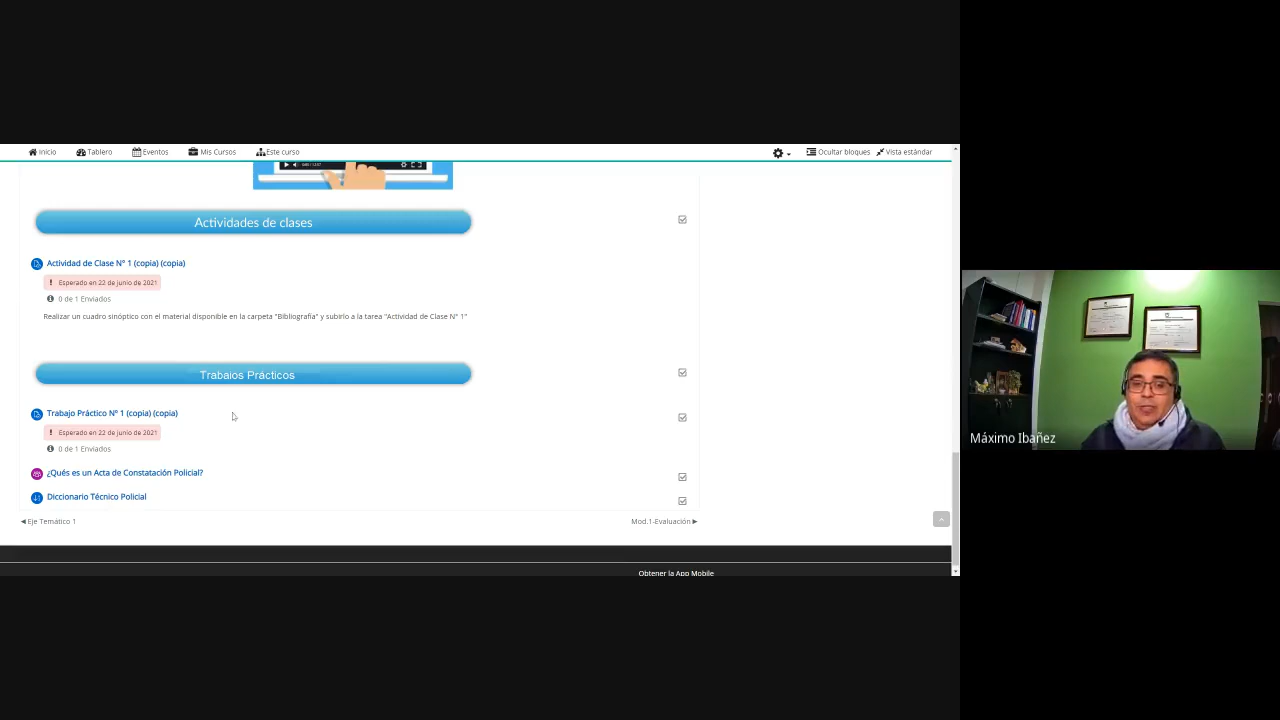 Inicio Tablero Eventos Mis Cursos Este curso Ocultar bloques Vista estándar
Actividades de clases
Actividad de Clase N° 1 (copia) (copia)
Esperado en 22 de junio de 2021
0 de 1 Enviados
Realizar un cuadro sinóptico con el material disponible en la carpeta "Bibliografía" y subirlo a la tarea "Actividad de Clase N° 1"
Trabajos Prácticos
Trabajo Práctico N° 1 (copia) (copia)
Esperado en 22 de junio de 2021
0 de 1 Enviados
¿Qués es un Acta de Constatación Policial?
Diccionario Técnico Policial
◀ Eje Temático 1
Mod.1-Evaluación ▶
Obtener la App Mobile
Máximo Ibañez